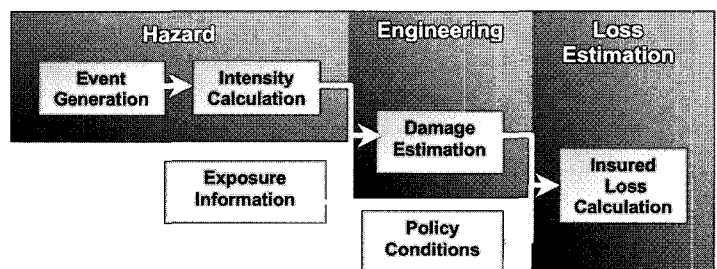 Hazard
Event
Generation
Intensity
Calculation
Exposure
Information
Engineering
Damage
Estimation
Policy
Conditions
Loss
Estimation
Insured
Loss
Calculation